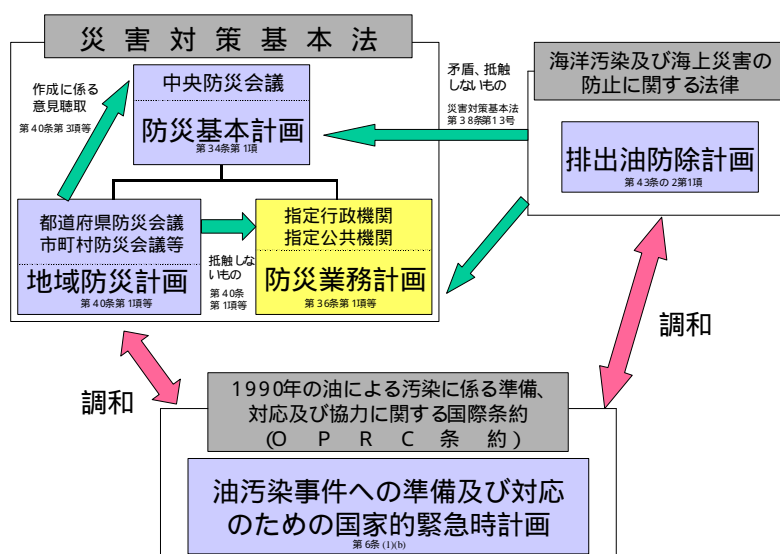 災害対策基本法
中央防災会議
防災基本計画
第34条第1項
作成に係る
意見聴取
第40条第3項等
都道府県防災会議
市町村防災会議等
地域防災計画
第40条第1項等
抵触しな
いもの
第40条
第1項等
指定行政機関
指定公共機関
防災業務計画
第36条第1項等
矛盾、抵触
しないもの
災害対策基本法
第38条第13号
海洋汚染及び海上災害の
防止に関する法律
排出油防除計画
第43条の2第1項
調和
調和
1990年の油による汚染に係る準備、
対応及び協力に関する国際条約
(OPRC条約)
油汚染事件への準備及び対応
のための国家的緊急時計画
第6条(1)(b)